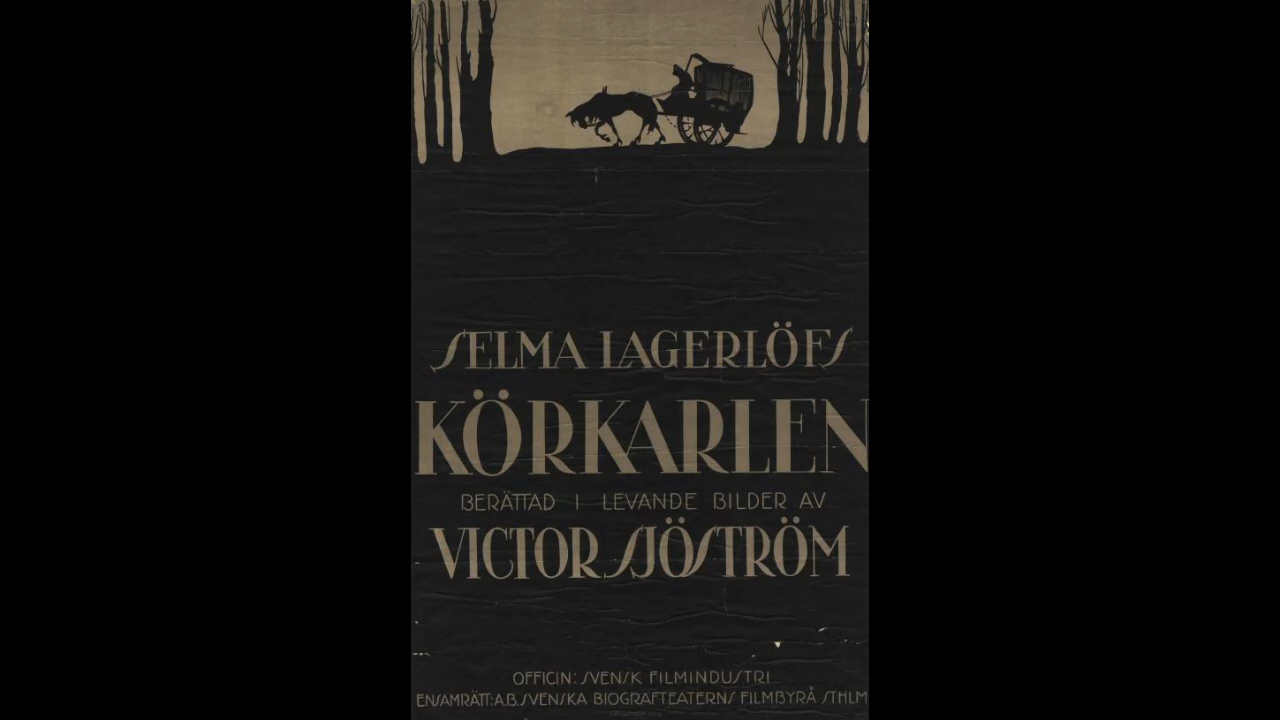 SELMA LAGERLÖFS
KÖRKARLEN
BERÄTTAD I LEVANDE BILDER AV
VICTOR SJÖSTRÖM
OFFICIN: SVENSK FILMINDUSTRI
ENSAMRÄTT: A.B. SVENSKA BIOGRAFTEATERNS FILMBYRÅ STHLM